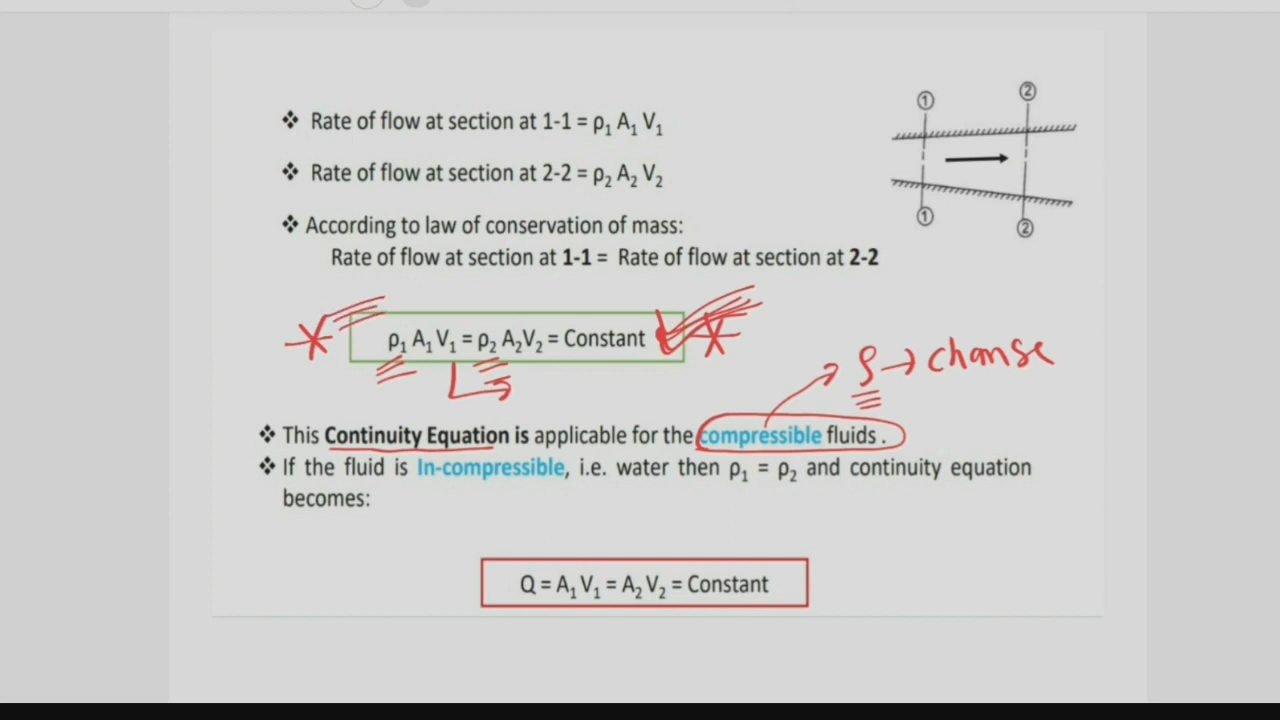 ① ②
❖ Rate of flow at section at 1-1 = ρ₁ A₁ V₁
❖ Rate of flow at section at 2-2 = ρ₂ A₂ V₂
① ②
❖ According to law of conservation of mass:
Rate of flow at section at 1-1 = Rate of flow at section at 2-2
ρ₁ A₁ V₁ = ρ₂ A₂V₂ = Constant
ρ → change
❖ This Continuity Equation is applicable for the compressible fluids .
❖ If the fluid is In-compressible, i.e. water then ρ₁ = ρ₂ and continuity equation
becomes:
Q = A₁ V₁ = A₂ V₂ = Constant